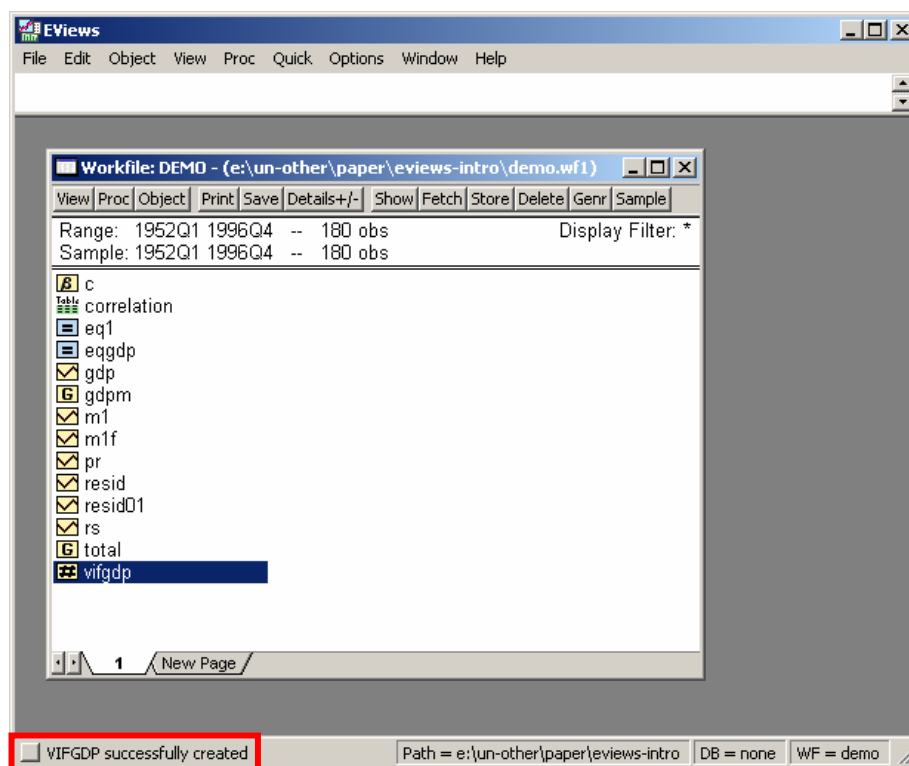 EViews
File Edit Object View Proc Quick Options Window Help
Workfile: DEMO - (e:\un-other\paper\eviews-intro\demo.wf1)
View Proc Object Print Save Details+/- Show Fetch Store Delete Genr Sample
Range: 1952Q1 1996Q4 -- 180 obs Display Filter: *
Sample: 1952Q1 1996Q4 -- 180 obs
β c
Table correlation
= eq1
= eqgdp
gdp
G gdpm
m1
m1f
pr
resid
resid01
rs
G total
## vifgdp
1 New Page
VIFGDP successfully created Path = e:\un-other\paper\eviews-intro DB = none WF = demo